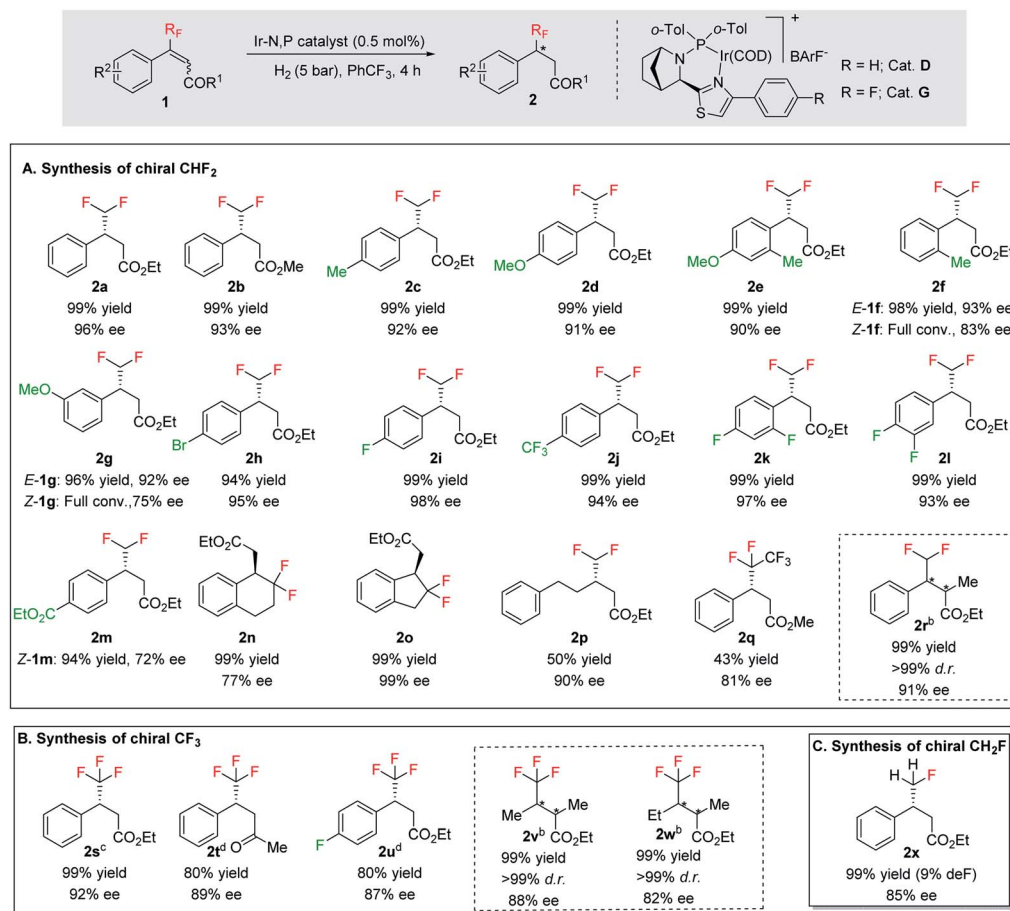 R_F
R²
COR¹
1
Ir-N,P catalyst (0.5 mol%)
H₂ (5 bar), PhCF₃, 4 h
R_F
*
R²
COR¹
2
o-Tol o-Tol
P
N
Ir(COD)
N
S
R
+
BArF⁻
R = H; Cat. D
R = F; Cat. G
A. Synthesis of chiral CHF₂
F F
CO₂Et
2a
99% yield
96% ee
F F
CO₂Me
2b
99% yield
93% ee
F F
Me
CO₂Et
2c
99% yield
92% ee
F F
MeO
CO₂Et
2d
99% yield
91% ee
F F
MeO
Me
CO₂Et
2e
99% yield
90% ee
F F
Me
CO₂Et
2f
E-1f: 98% yield, 93% ee
Z-1f: Full conv., 83% ee
F F
MeO
CO₂Et
2g
E-1g: 96% yield, 92% ee
Z-1g: Full conv.,75% ee
F F
Br
CO₂Et
2h
94% yield
95% ee
F F
F
CO₂Et
2i
99% yield
98% ee
F F
CF₃
CO₂Et
2j
99% yield
94% ee
F F
F
F
CO₂Et
2k
99% yield
97% ee
F F
F
F
CO₂Et
2l
99% yield
93% ee
F F
EtO₂C
CO₂Et
2m
Z-1m: 94% yield, 72% ee
EtO₂C
F
F
2n
99% yield
77% ee
EtO₂C
F
F
2o
99% yield
99% ee
F F
CO₂Et
2p
50% yield
90% ee
F
F CF₃
CO₂Me
2q
43% yield
81% ee
F F
* * Me
CO₂Et
2rᵇ
99% yield
>99% d.r.
91% ee
B. Synthesis of chiral CF₃
F F F
CO₂Et
2sᶜ
99% yield
92% ee
F F F
O Me
2tᵈ
80% yield
89% ee
F F F
F
CO₂Et
2uᵈ
80% yield
87% ee
F F F
Me * * Me
CO₂Et
2vᵇ
99% yield
>99% d.r.
88% ee
F F F
Et * * Me
CO₂Et
2wᵇ
99% yield
>99% d.r.
82% ee
C. Synthesis of chiral CH₂F
H
H F
CO₂Et
2x
99% yield (9% deF)
85% ee